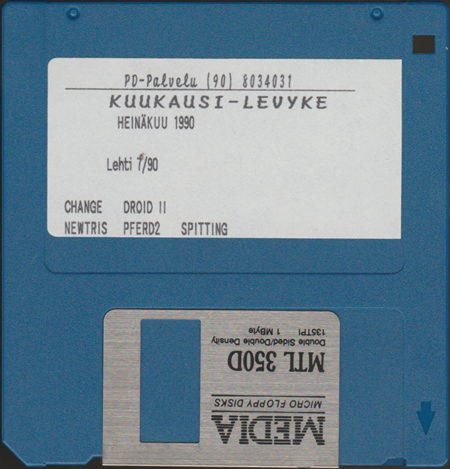 PD-Palvelu (90) 8034031
KUUKAUSI-LEVYKE
HEINÄKUU 1990
Lehti 7/90
CHANGE DROID II
NEWTRIS PFERD2 SPITTING
MEDIA
MICRO FLOPPY DISKS
MTL 350D
Double Sided/Double Density
135TPI 1 MByte